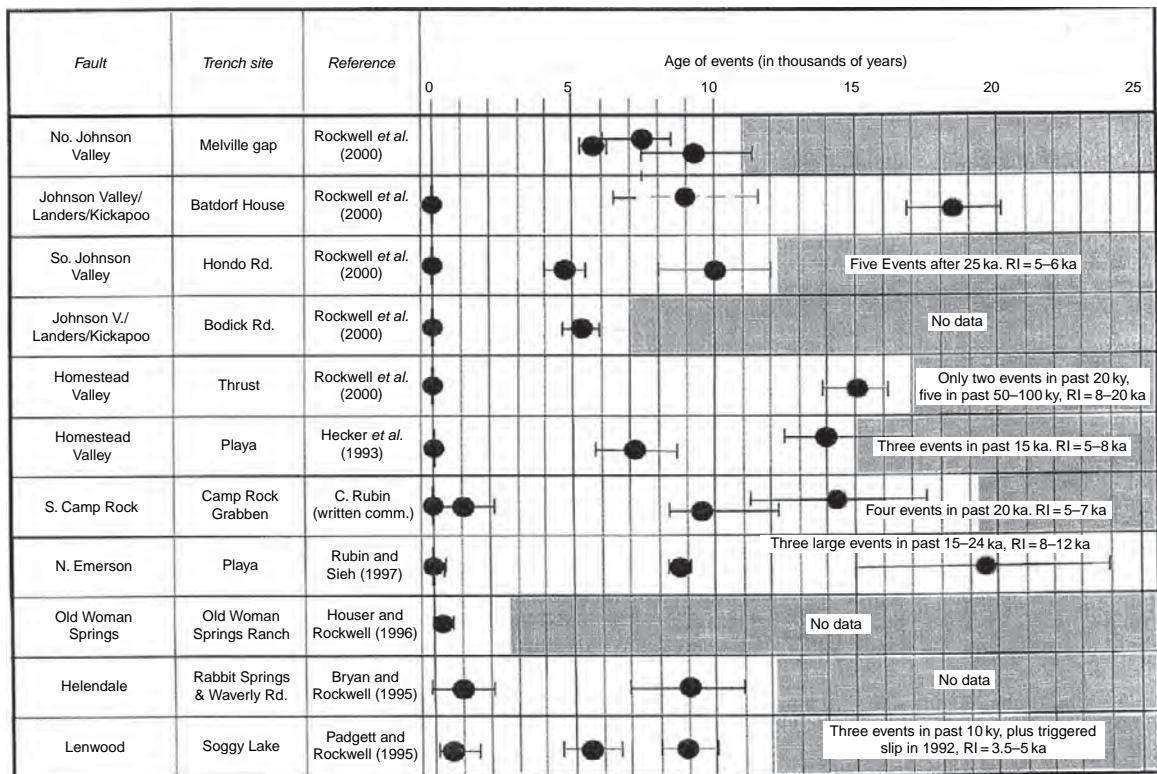 Fault
Trench site
Reference
Age of events (in thousands of years)
0 5 10 15 20 25
No. Johnson
Valley
Melville gap
Rockwell et al.
(2000)
Johnson Valley/
Landers/Kickapoo
Batdorf House
Rockwell et al.
(2000)
So. Johnson
Valley
Hondo Rd.
Rockwell et al.
(2000)
Five Events after 25 ka. RI = 5–6 ka
Johnson V./
Landers/Kickapoo
Bodick Rd.
Rockwell et al.
(2000)
No data
Homestead
Valley
Thrust
Rockwell et al.
(2000)
Only two events in past 20 ky,
five in past 50–100 ky, RI = 8–20 ka
Homestead
Valley
Playa
Hecker et al.
(1993)
Three events in past 15 ka. RI = 5–8 ka
S. Camp Rock
Camp Rock
Grabben
C. Rubin
(written comm.)
Four events in past 20 ka. RI = 5–7 ka
N. Emerson
Playa
Rubin and
Sieh (1997)
Three large events in past 15–24 ka, RI = 8–12 ka
Old Woman
Springs
Old Woman
Springs Ranch
Houser and
Rockwell (1996)
No data
Helendale
Rabbit Springs
& Waverly Rd.
Bryan and
Rockwell (1995)
No data
Lenwood
Soggy Lake
Padgett and
Rockwell (1995)
Three events in past 10 ky, plus triggered
slip in 1992, RI = 3.5–5 ka